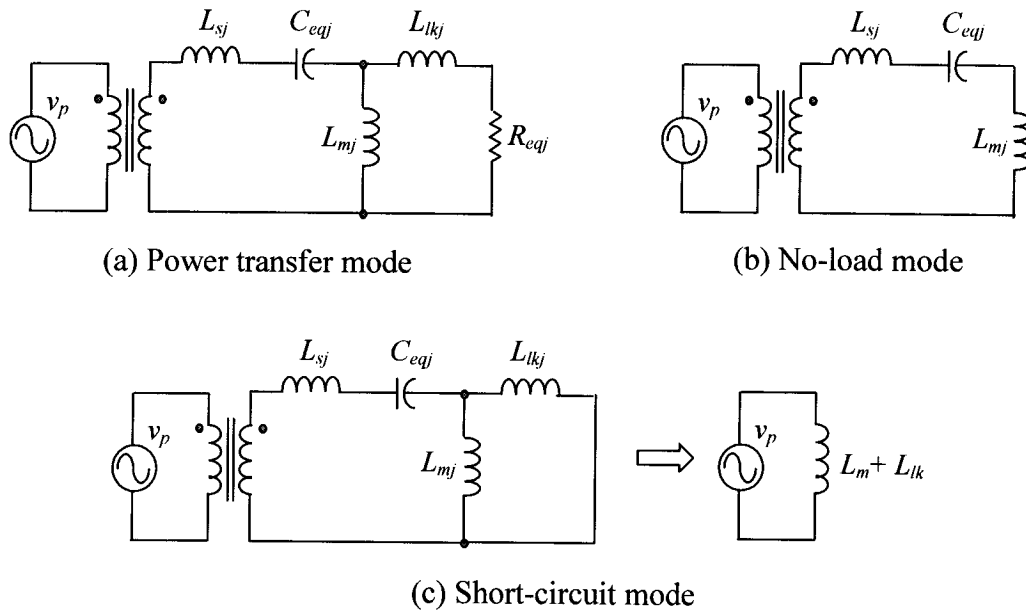 L_sj C_eqj L_lkj
v_p
L_mj R_eqj
(a) Power transfer mode
L_sj C_eqj
v_p
L_mj
(b) No-load mode
L_sj C_eqj L_lkj
v_p
L_mj
v_p
L_m + L_lk
(c) Short-circuit mode